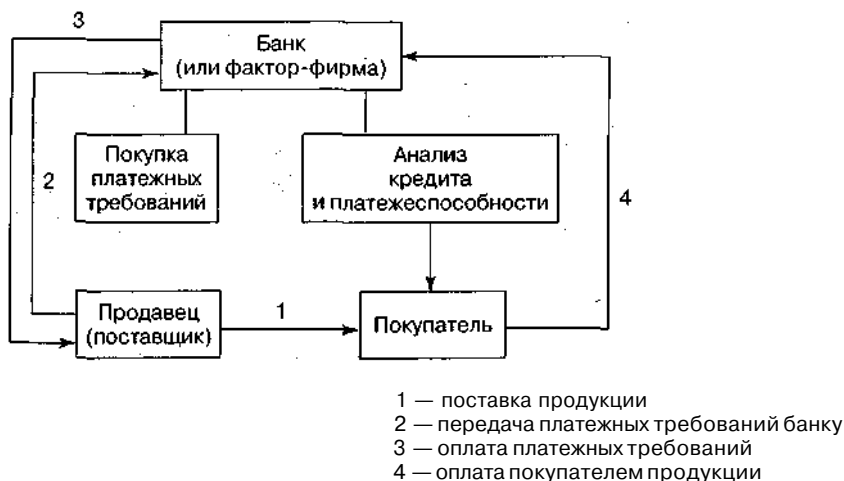 3
Банк
(или фактор-фирма)
Покупка
платежных
требований
Анализ
кредита
и платежеспособности
2
4
Продавец
(поставщик)
1
Покупатель
1 — поставка продукции
2 — передача платежных требований банку
3 — оплата платежных требований
4 — оплата покупателем продукции